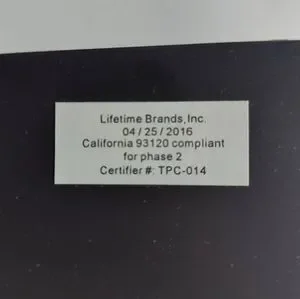 Lifetime Brands,Inc.
04 / 25 / 2016
California 93120 compliant
for phase 2
Certifier #: TPC-014